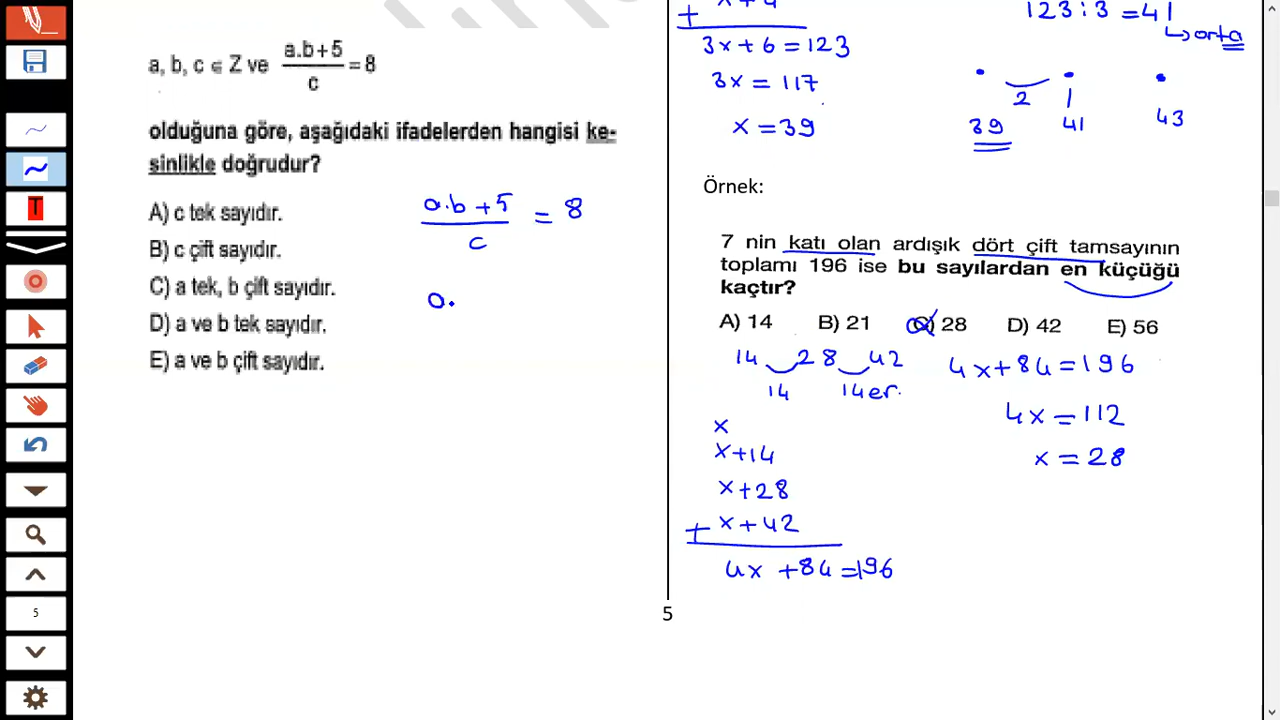 a, b, c ∈ Z ve a.b+5 / c = 8
olduğuna göre, aşağıdaki ifadelerden hangisi ke-
sinlikle doğrudur?
A) c tek sayıdır.
B) c çift sayıdır.
C) a tek, b çift sayıdır.
D) a ve b tek sayıdır.
E) a ve b çift sayıdır.
a.b + 5 / c = 8
a.
3x + 6 = 123
3x = 117
x = 39
123 : 3 = 41
orta
2
39 41 43
Örnek:
7 nin katı olan ardışık dört çift tamsayının
toplamı 196 ise bu sayılardan en küçüğü
kaçtır?
A) 14 B) 21 C) 28 D) 42 E) 56
14 28 42
14 14er.
x
x+14
x+28
+ x+42
4x +84 =196
4x+84=196
4x = 112
x = 28
5
T
5